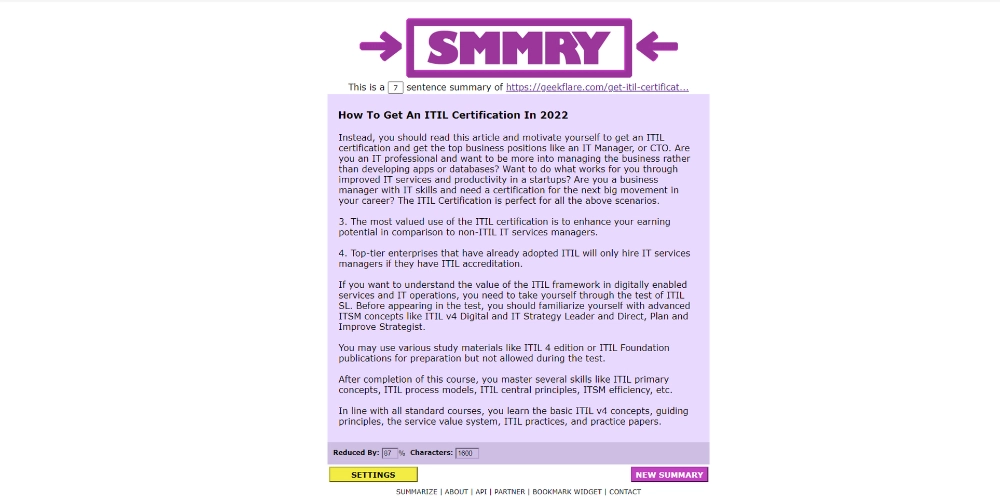 SMMRY
This is a 7 sentence summary of https://geekflare.com/get-itil-certificat...
How To Get An ITIL Certification In 2022
Instead, you should read this article and motivate yourself to get an ITIL
certification and get the top business positions like an IT Manager, or CTO. Are
you an IT professional and want to be more into managing the business rather
than developing apps or databases? Want to do what works for you through
improved IT services and productivity in a startups? Are you a business
manager with IT skills and need a certification for the next big movement in
your career? The ITIL Certification is perfect for all the above scenarios.
3. The most valued use of the ITIL certification is to enhance your earning
potential in comparison to non-ITIL IT services managers.
4. Top-tier enterprises that have already adopted ITIL will only hire IT services
managers if they have ITIL accreditation.
If you want to understand the value of the ITIL framework in digitally enabled
services and IT operations, you need to take yourself through the test of ITIL
SL. Before appearing in the test, you should familiarize yourself with advanced
ITSM concepts like ITIL v4 Digital and IT Strategy Leader and Direct, Plan and
Improve Strategist.
You may use various study materials like ITIL 4 edition or ITIL Foundation
publications for preparation but not allowed during the test.
After completion of this course, you master several skills like ITIL primary
concepts, ITIL process models, ITIL central principles, ITSM efficiency, etc.
In line with all standard courses, you learn the basic ITIL v4 concepts, guiding
principles, the service value system, ITIL practices, and practice papers.
Reduced By: 87 % Characters: 1600
SETTINGS NEW SUMMARY
SUMMARIZE | ABOUT | API | PARTNER | BOOKMARK WIDGET | CONTACT